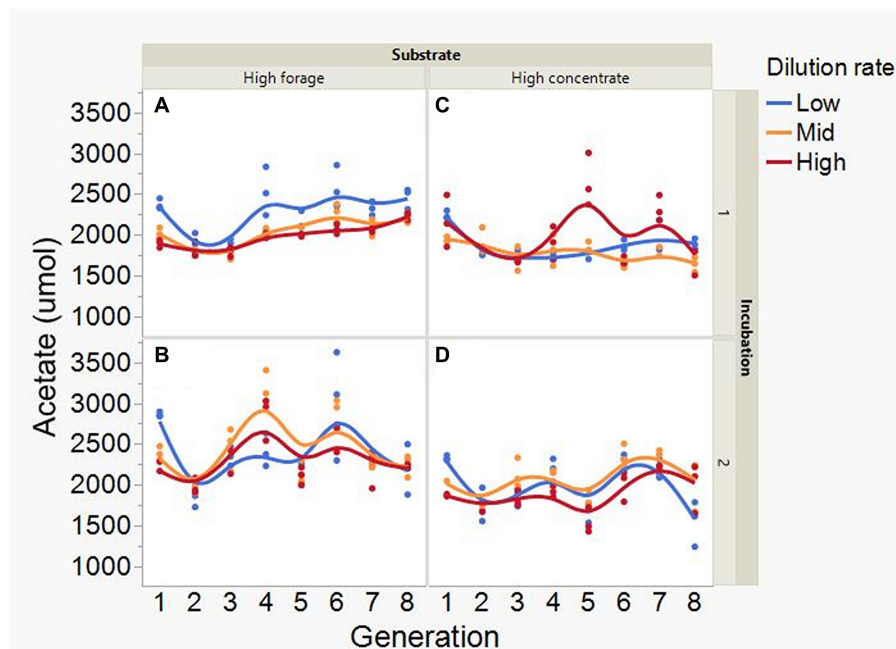 Substrate
High forage
High concentrate
Dilution rate
Low
Mid
High
A
C
3500
3000
2500
2000
1500
1000
1
B
D
3500
3000
2500
2000
1500
1000
2
Acetate (umol)
Incubation
1 2 3 4 5 6 7 8
1 2 3 4 5 6 7 8
Generation